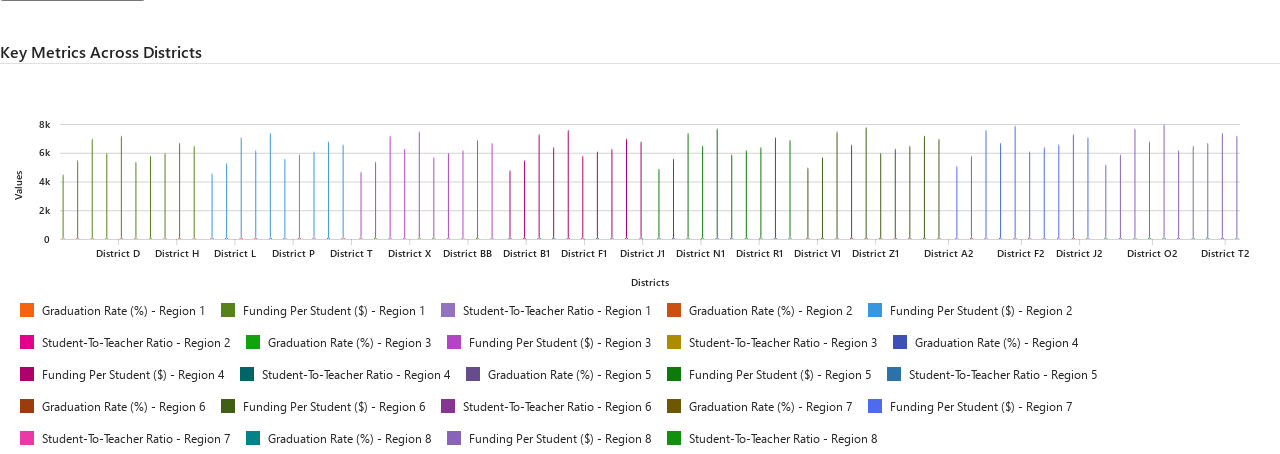 Key Metrics Across Districts
8k
6k
4k
2k
0
Values
District D District H District L District P District T District X District BB District B1 District F1 District J1 District N1 District R1 District V1 District Z1 District A2 District F2 District J2 District O2 District T2
Districts
Graduation Rate (%) - Region 1 Funding Per Student ($) - Region 1 Student-To-Teacher Ratio - Region 1 Graduation Rate (%) - Region 2 Funding Per Student ($) - Region 2
Student-To-Teacher Ratio - Region 2 Graduation Rate (%) - Region 3 Funding Per Student ($) - Region 3 Student-To-Teacher Ratio - Region 3 Graduation Rate (%) - Region 4
Funding Per Student ($) - Region 4 Student-To-Teacher Ratio - Region 4 Graduation Rate (%) - Region 5 Funding Per Student ($) - Region 5 Student-To-Teacher Ratio - Region 5
Graduation Rate (%) - Region 6 Funding Per Student ($) - Region 6 Student-To-Teacher Ratio - Region 6 Graduation Rate (%) - Region 7 Funding Per Student ($) - Region 7
Student-To-Teacher Ratio - Region 7 Graduation Rate (%) - Region 8 Funding Per Student ($) - Region 8 Student-To-Teacher Ratio - Region 8